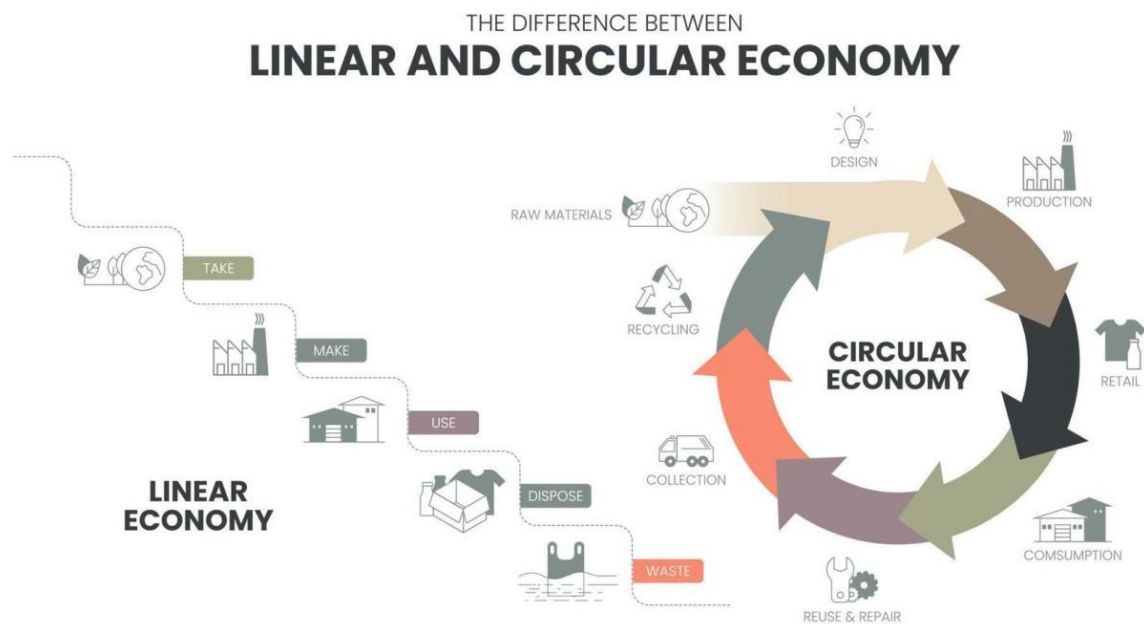 THE DIFFERENCE BETWEEN
LINEAR AND CIRCULAR ECONOMY
TAKE
MAKE
USE
DISPOSE
WASTE
LINEAR
ECONOMY
RAW MATERIALS
DESIGN
PRODUCTION
RETAIL
COMSUMPTION
REUSE & REPAIR
COLLECTION
RECYCLING
CIRCULAR
ECONOMY